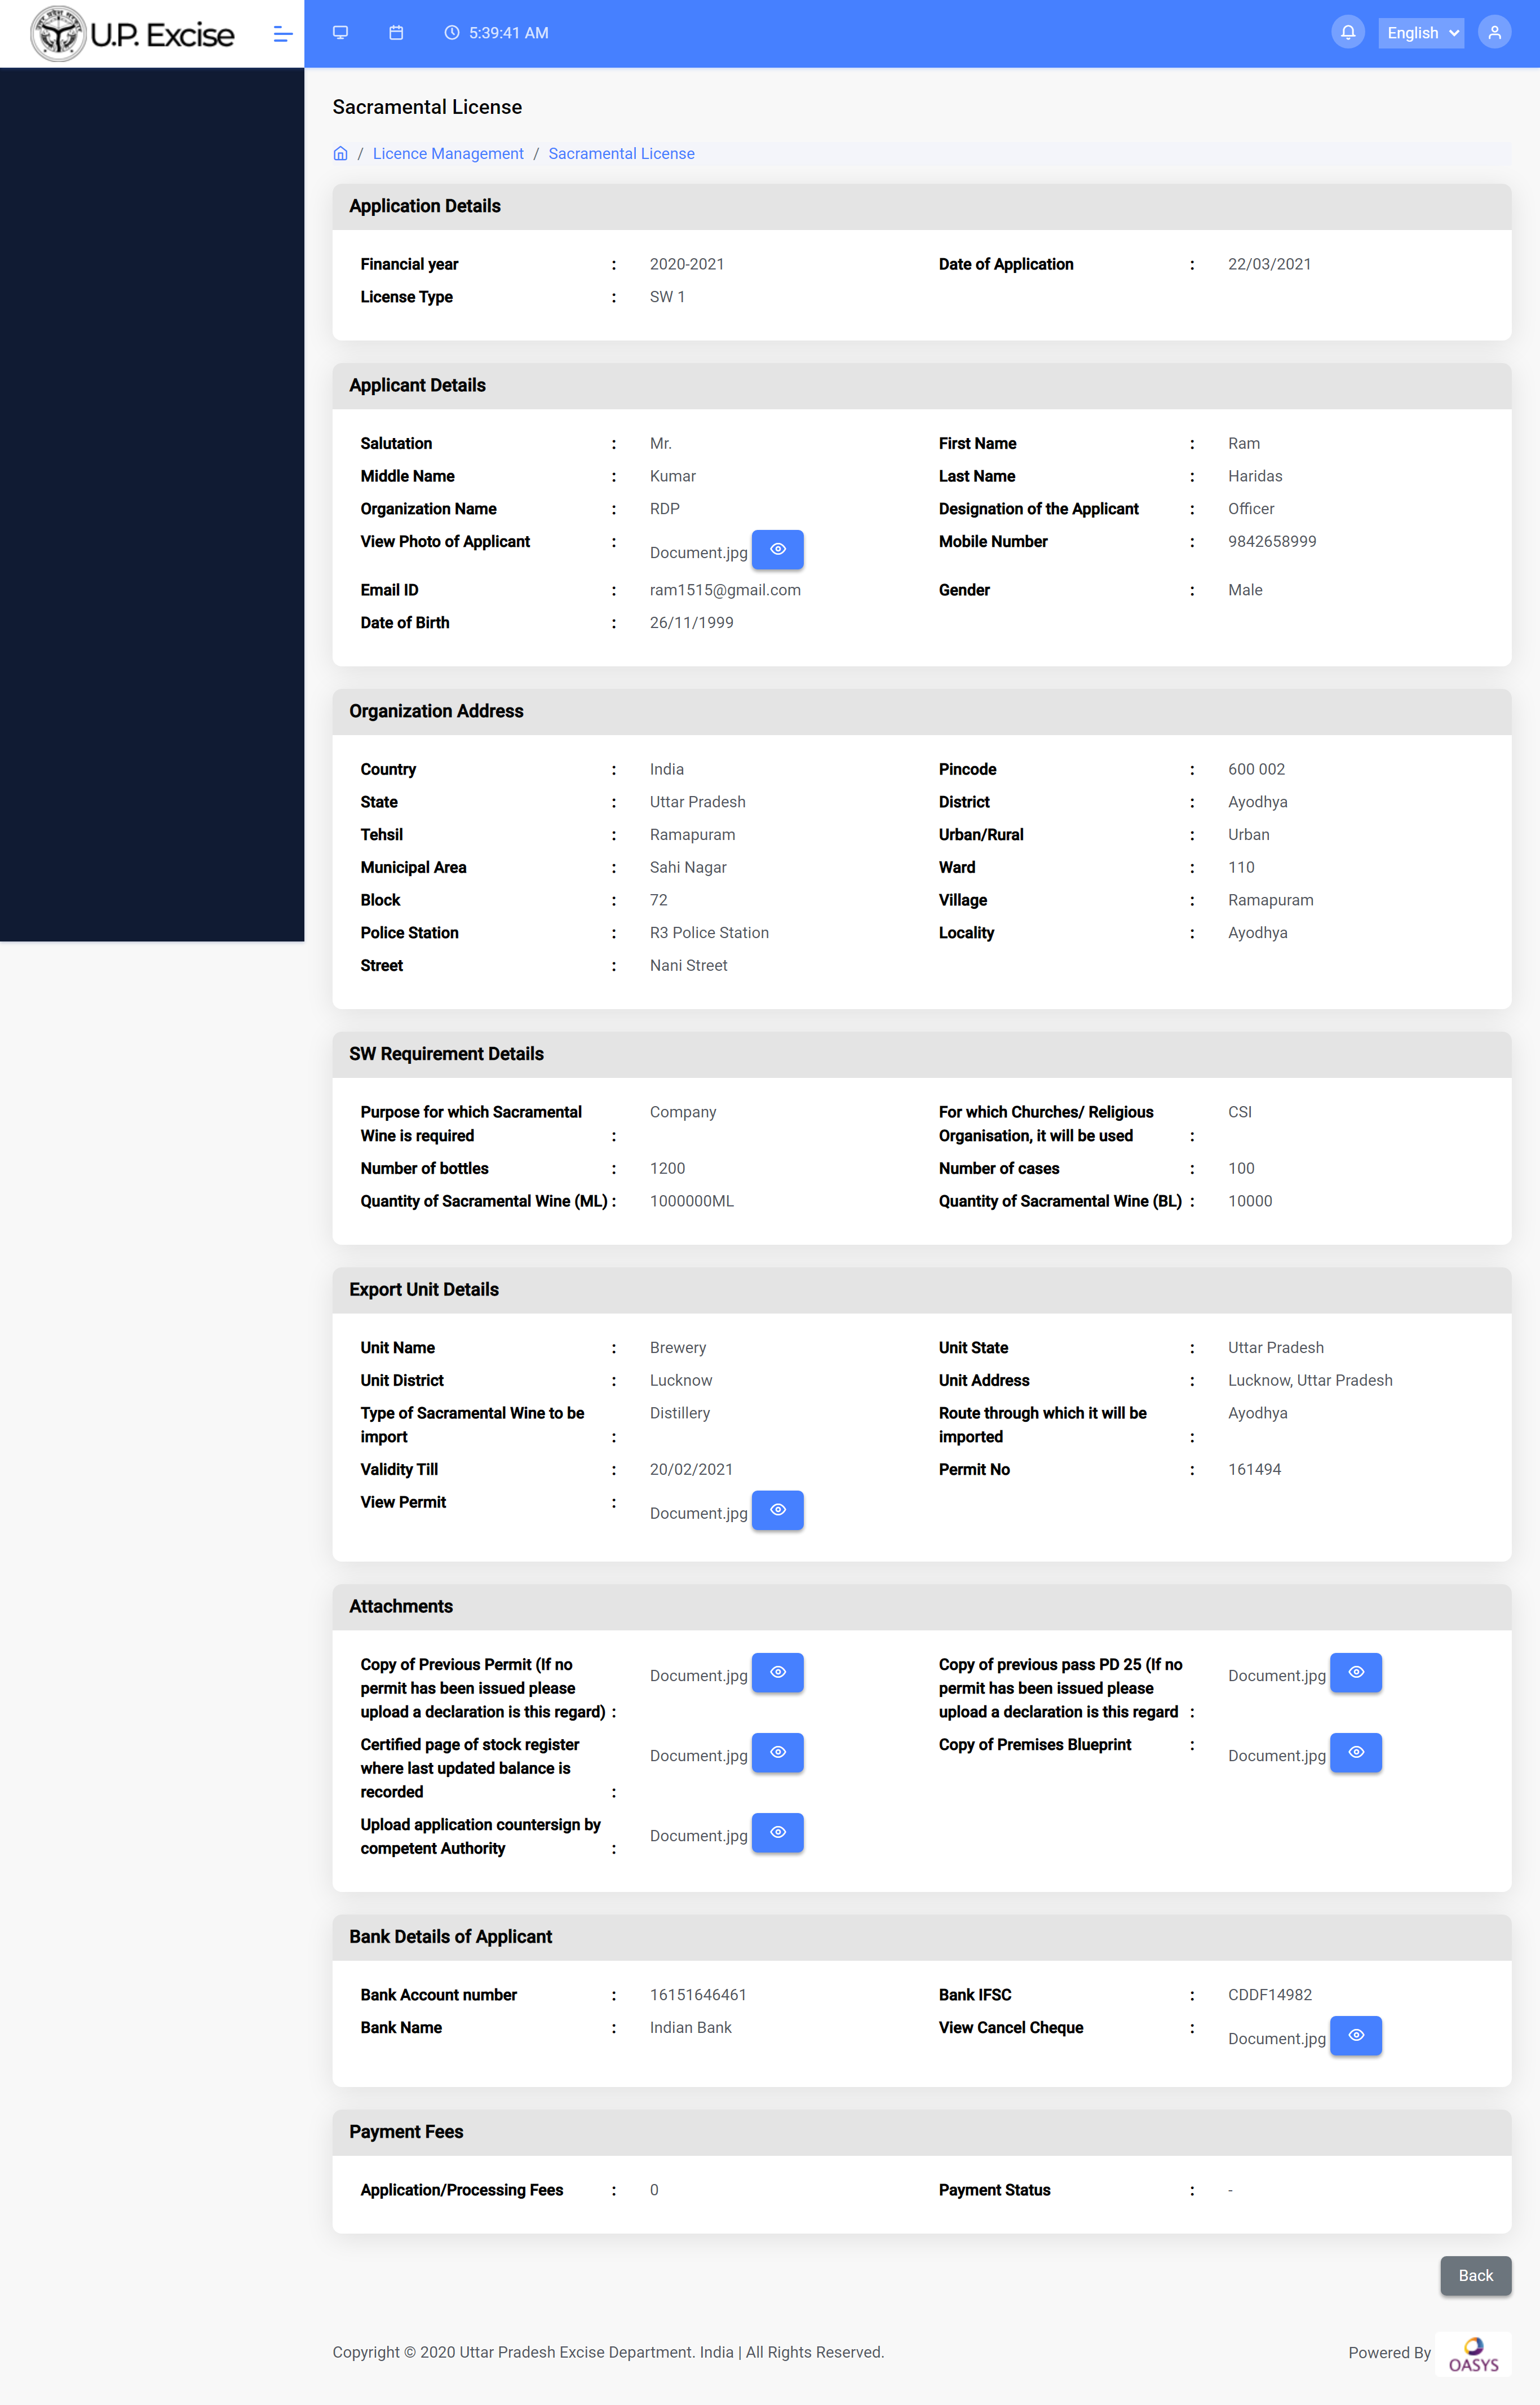 U.P. Excise
5:39:41 AM
English
Sacramental License
/ Licence Management / Sacramental License
Application Details
Financial year : 2020-2021 Date of Application : 22/03/2021
License Type : SW 1
Applicant Details
Salutation : Mr. First Name : Ram
Middle Name : Kumar Last Name : Haridas
Organization Name : RDP Designation of the Applicant : Officer
View Photo of Applicant : Document.jpg Mobile Number : 9842658999
Email ID : ram1515@gmail.com Gender : Male
Date of Birth : 26/11/1999
Organization Address
Country : India Pincode : 600 002
State : Uttar Pradesh District : Ayodhya
Tehsil : Ramapuram Urban/Rural : Urban
Municipal Area : Sahi Nagar Ward : 110
Block : 72 Village : Ramapuram
Police Station : R3 Police Station Locality : Ayodhya
Street : Nani Street
SW Requirement Details
Purpose for which Sacramental Company For which Churches/ Religious CSI
Wine is required : Organisation, it will be used :
Number of bottles : 1200 Number of cases : 100
Quantity of Sacramental Wine (ML) : 1000000ML Quantity of Sacramental Wine (BL) : 10000
Export Unit Details
Unit Name : Brewery Unit State : Uttar Pradesh
Unit District : Lucknow Unit Address : Lucknow, Uttar Pradesh
Type of Sacramental Wine to be Distillery Route through which it will be Ayodhya
import : imported :
Validity Till : 20/02/2021 Permit No : 161494
View Permit : Document.jpg
Attachments
Copy of Previous Permit (If no Document.jpg Copy of previous pass PD 25 (If no Document.jpg
permit has been issued please permit has been issued please
upload a declaration is this regard) : upload a declaration is this regard :
Certified page of stock register Document.jpg Copy of Premises Blueprint : Document.jpg
where last updated balance is
recorded :
Upload application countersign by Document.jpg
competent Authority :
Bank Details of Applicant
Bank Account number : 16151646461 Bank IFSC : CDDF14982
Bank Name : Indian Bank View Cancel Cheque : Document.jpg
Payment Fees
Application/Processing Fees : 0 Payment Status : -
Back
Copyright © 2020 Uttar Pradesh Excise Department. India | All Rights Reserved. Powered By OASYS